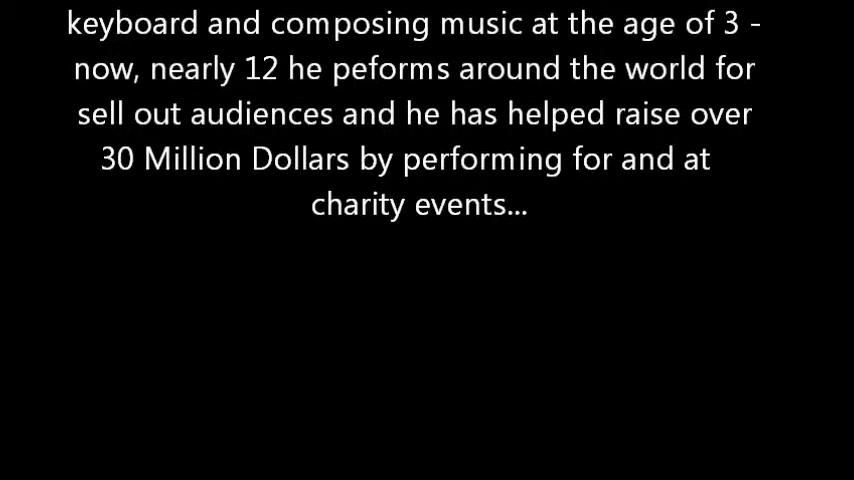 keyboard and composing music at the age of 3 -
now, nearly 12 he peforms around the world for
sell out audiences and he has helped raise over
30 Million Dollars by performing for and at
charity events...